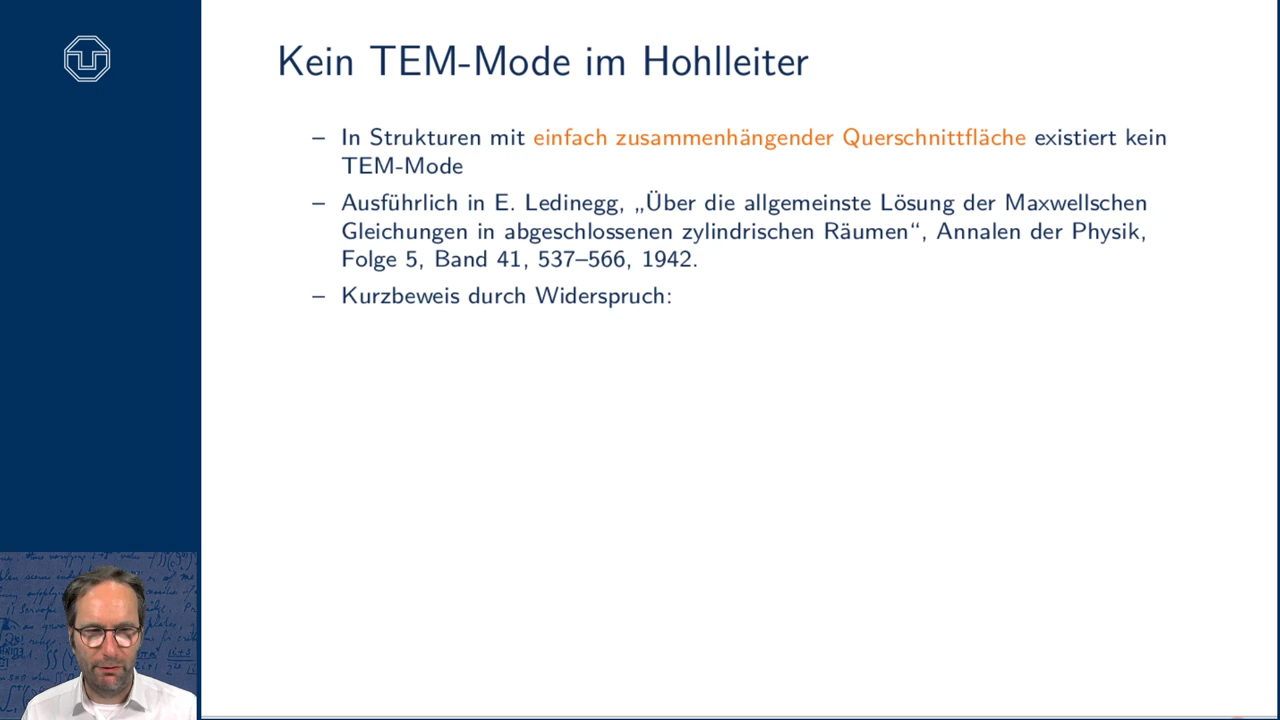 Kein TEM-Mode im Hohlleiter
– In Strukturen mit einfach zusammenhängender Querschnittfläche existiert kein
TEM-Mode
– Ausführlich in E. Ledinegg, „Über die allgemeinste Lösung der Maxwellschen
Gleichungen in abgeschlossenen zylindrischen Räumen“, Annalen der Physik,
Folge 5, Band 41, 537–566, 1942.
– Kurzbeweis durch Widerspruch: